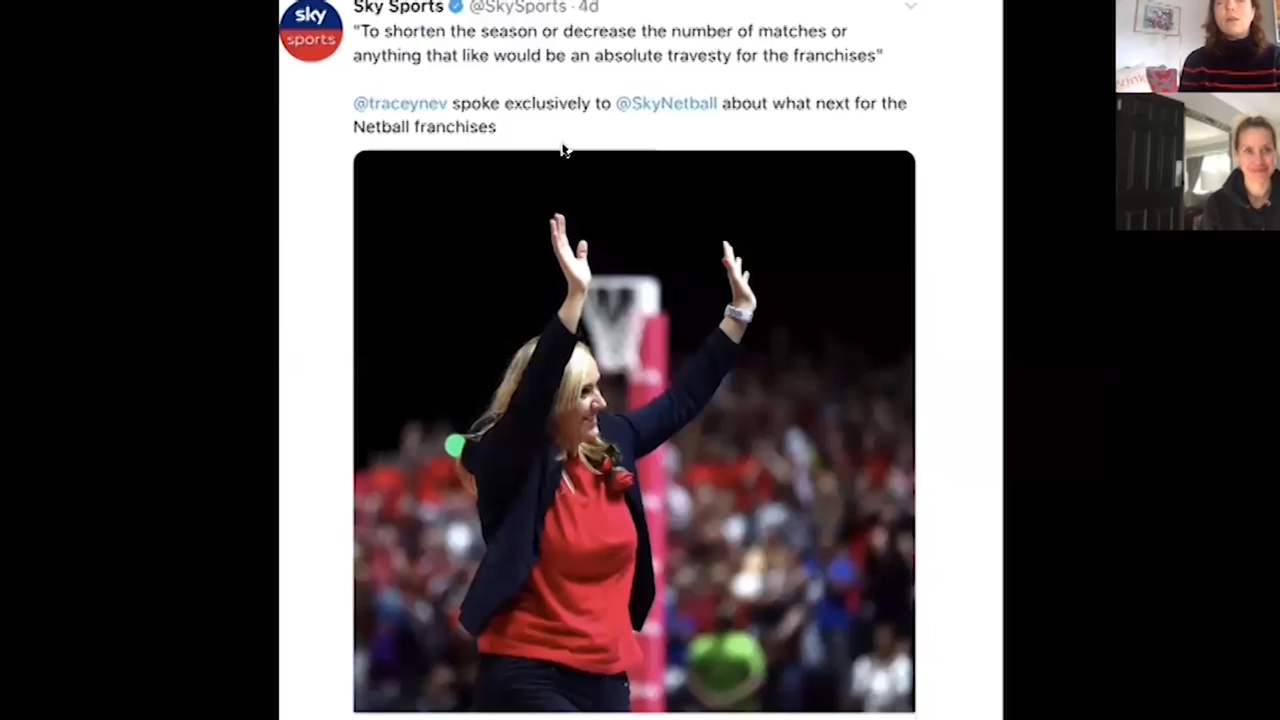 sky
sports
Sky Sports @SkySports · 4d
"To shorten the season or decrease the number of matches or
anything that like would be an absolute travesty for the franchises"
@traceynev spoke exclusively to @SkyNetball about what next for the
Netball franchises